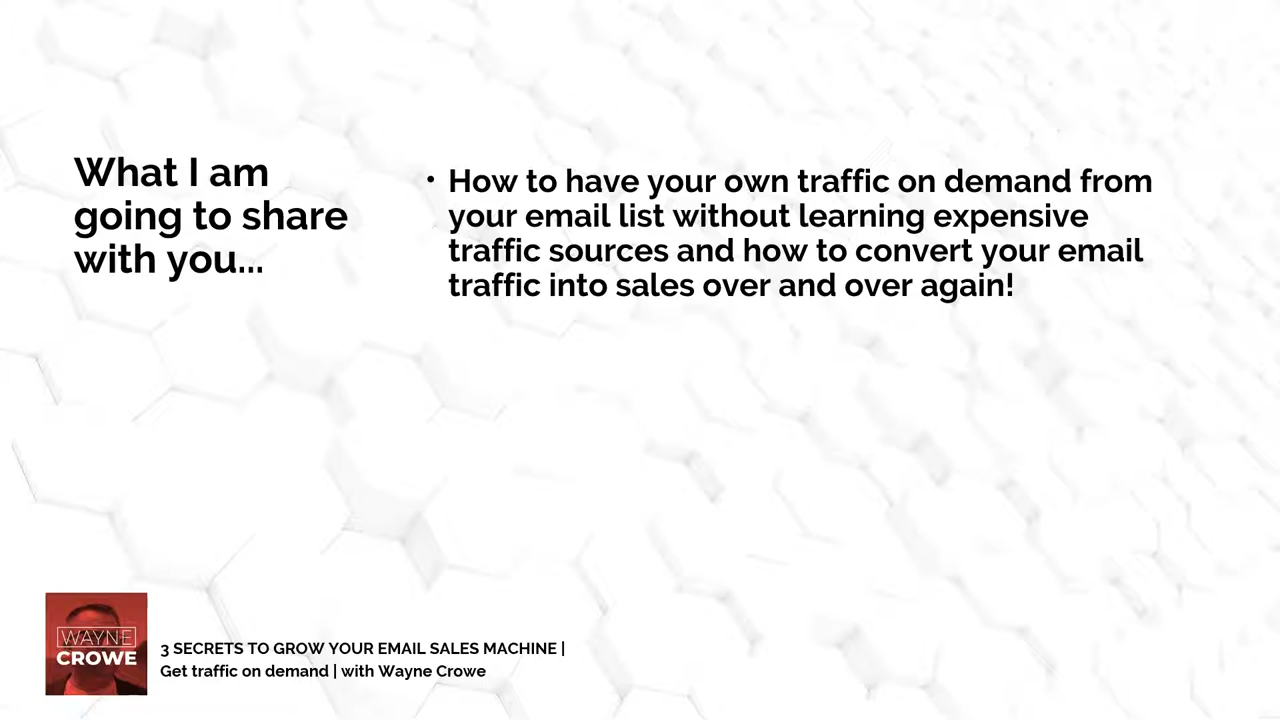 What I am
going to share
with you...
• How to have your own traffic on demand from
your email list without learning expensive
traffic sources and how to convert your email
traffic into sales over and over again!
WAYNE
CROWE
3 SECRETS TO GROW YOUR EMAIL SALES MACHINE |
Get traffic on demand | with Wayne Crowe